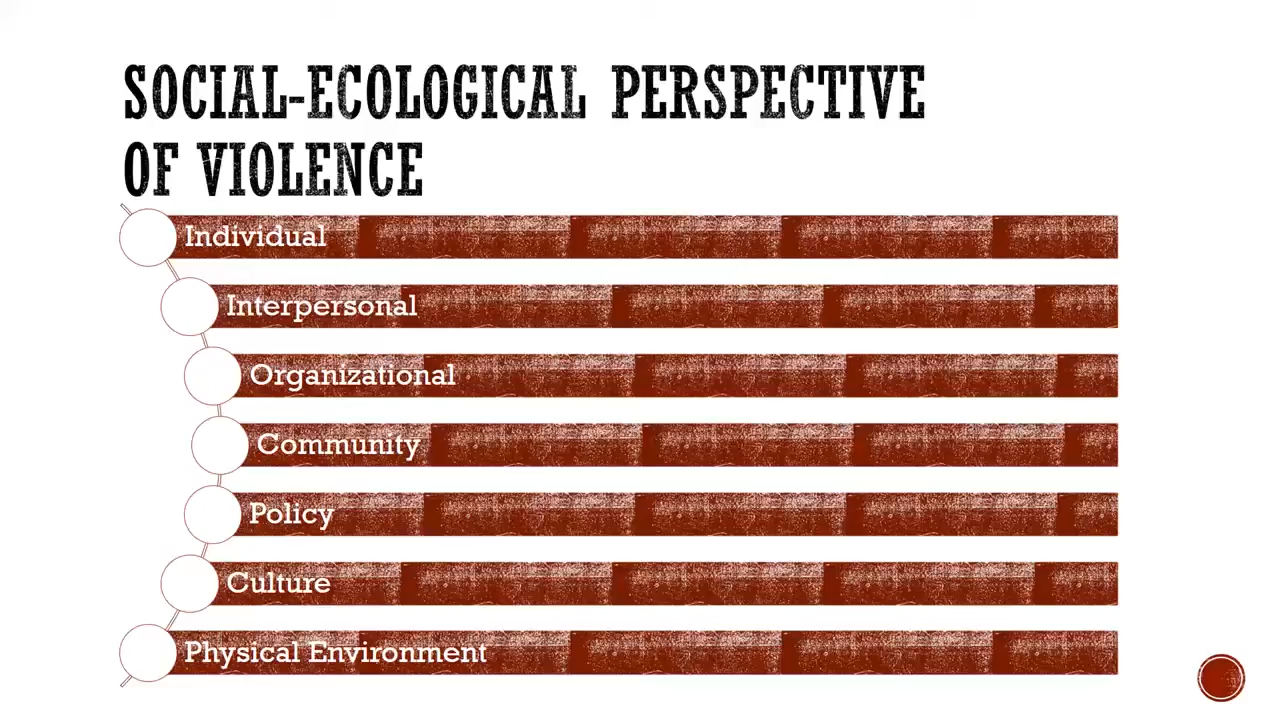 SOCIAL-ECOLOGICAL PERSPECTIVE
OF VIOLENCE
Individual
Interpersonal
Organizational
Community
Policy
Culture
Physical Environment